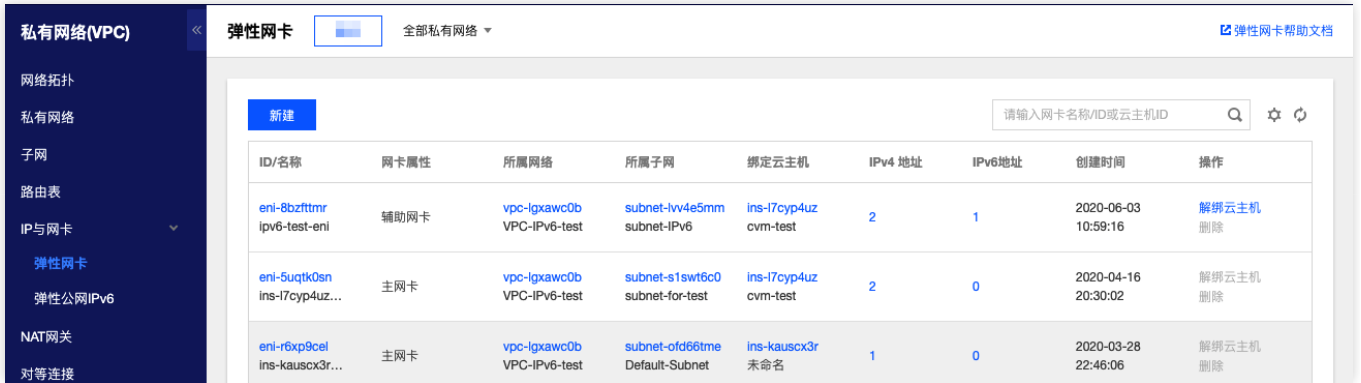 私有网络(VPC)
«
弹性网卡
全部私有网络
弹性网卡帮助文档
网络拓扑
私有网络
子网
路由表
IP与网卡
弹性网卡
弹性公网IPv6
NAT网关
对等连接
新建
请输入网卡名称/ID或云主机ID
ID/名称 网卡属性 所属网络 所属子网 绑定云主机 IPv4 地址 IPv6地址 创建时间 操作
eni-8bzfttmr vpc-lgxawc0b subnet-lvv4e5mm ins-l7cyp4uz 2020-06-03 解绑云主机
辅助网卡 2 1
ipv6-test-eni VPC-IPv6-test subnet-IPv6 cvm-test 10:59:16 删除
eni-5uqtk0sn vpc-lgxawc0b subnet-s1swt6c0 ins-l7cyp4uz 2020-04-16 解绑云主机
主网卡 2 0
ins-l7cyp4uz... VPC-IPv6-test subnet-for-test cvm-test 20:30:02 删除
eni-r6xp9cel vpc-lgxawc0b subnet-ofd66tme ins-kauscx3r 2020-03-28 解绑云主机
主网卡 1 0
ins-kauscx3r... VPC-IPv6-test Default-Subnet 未命名 22:46:06 删除